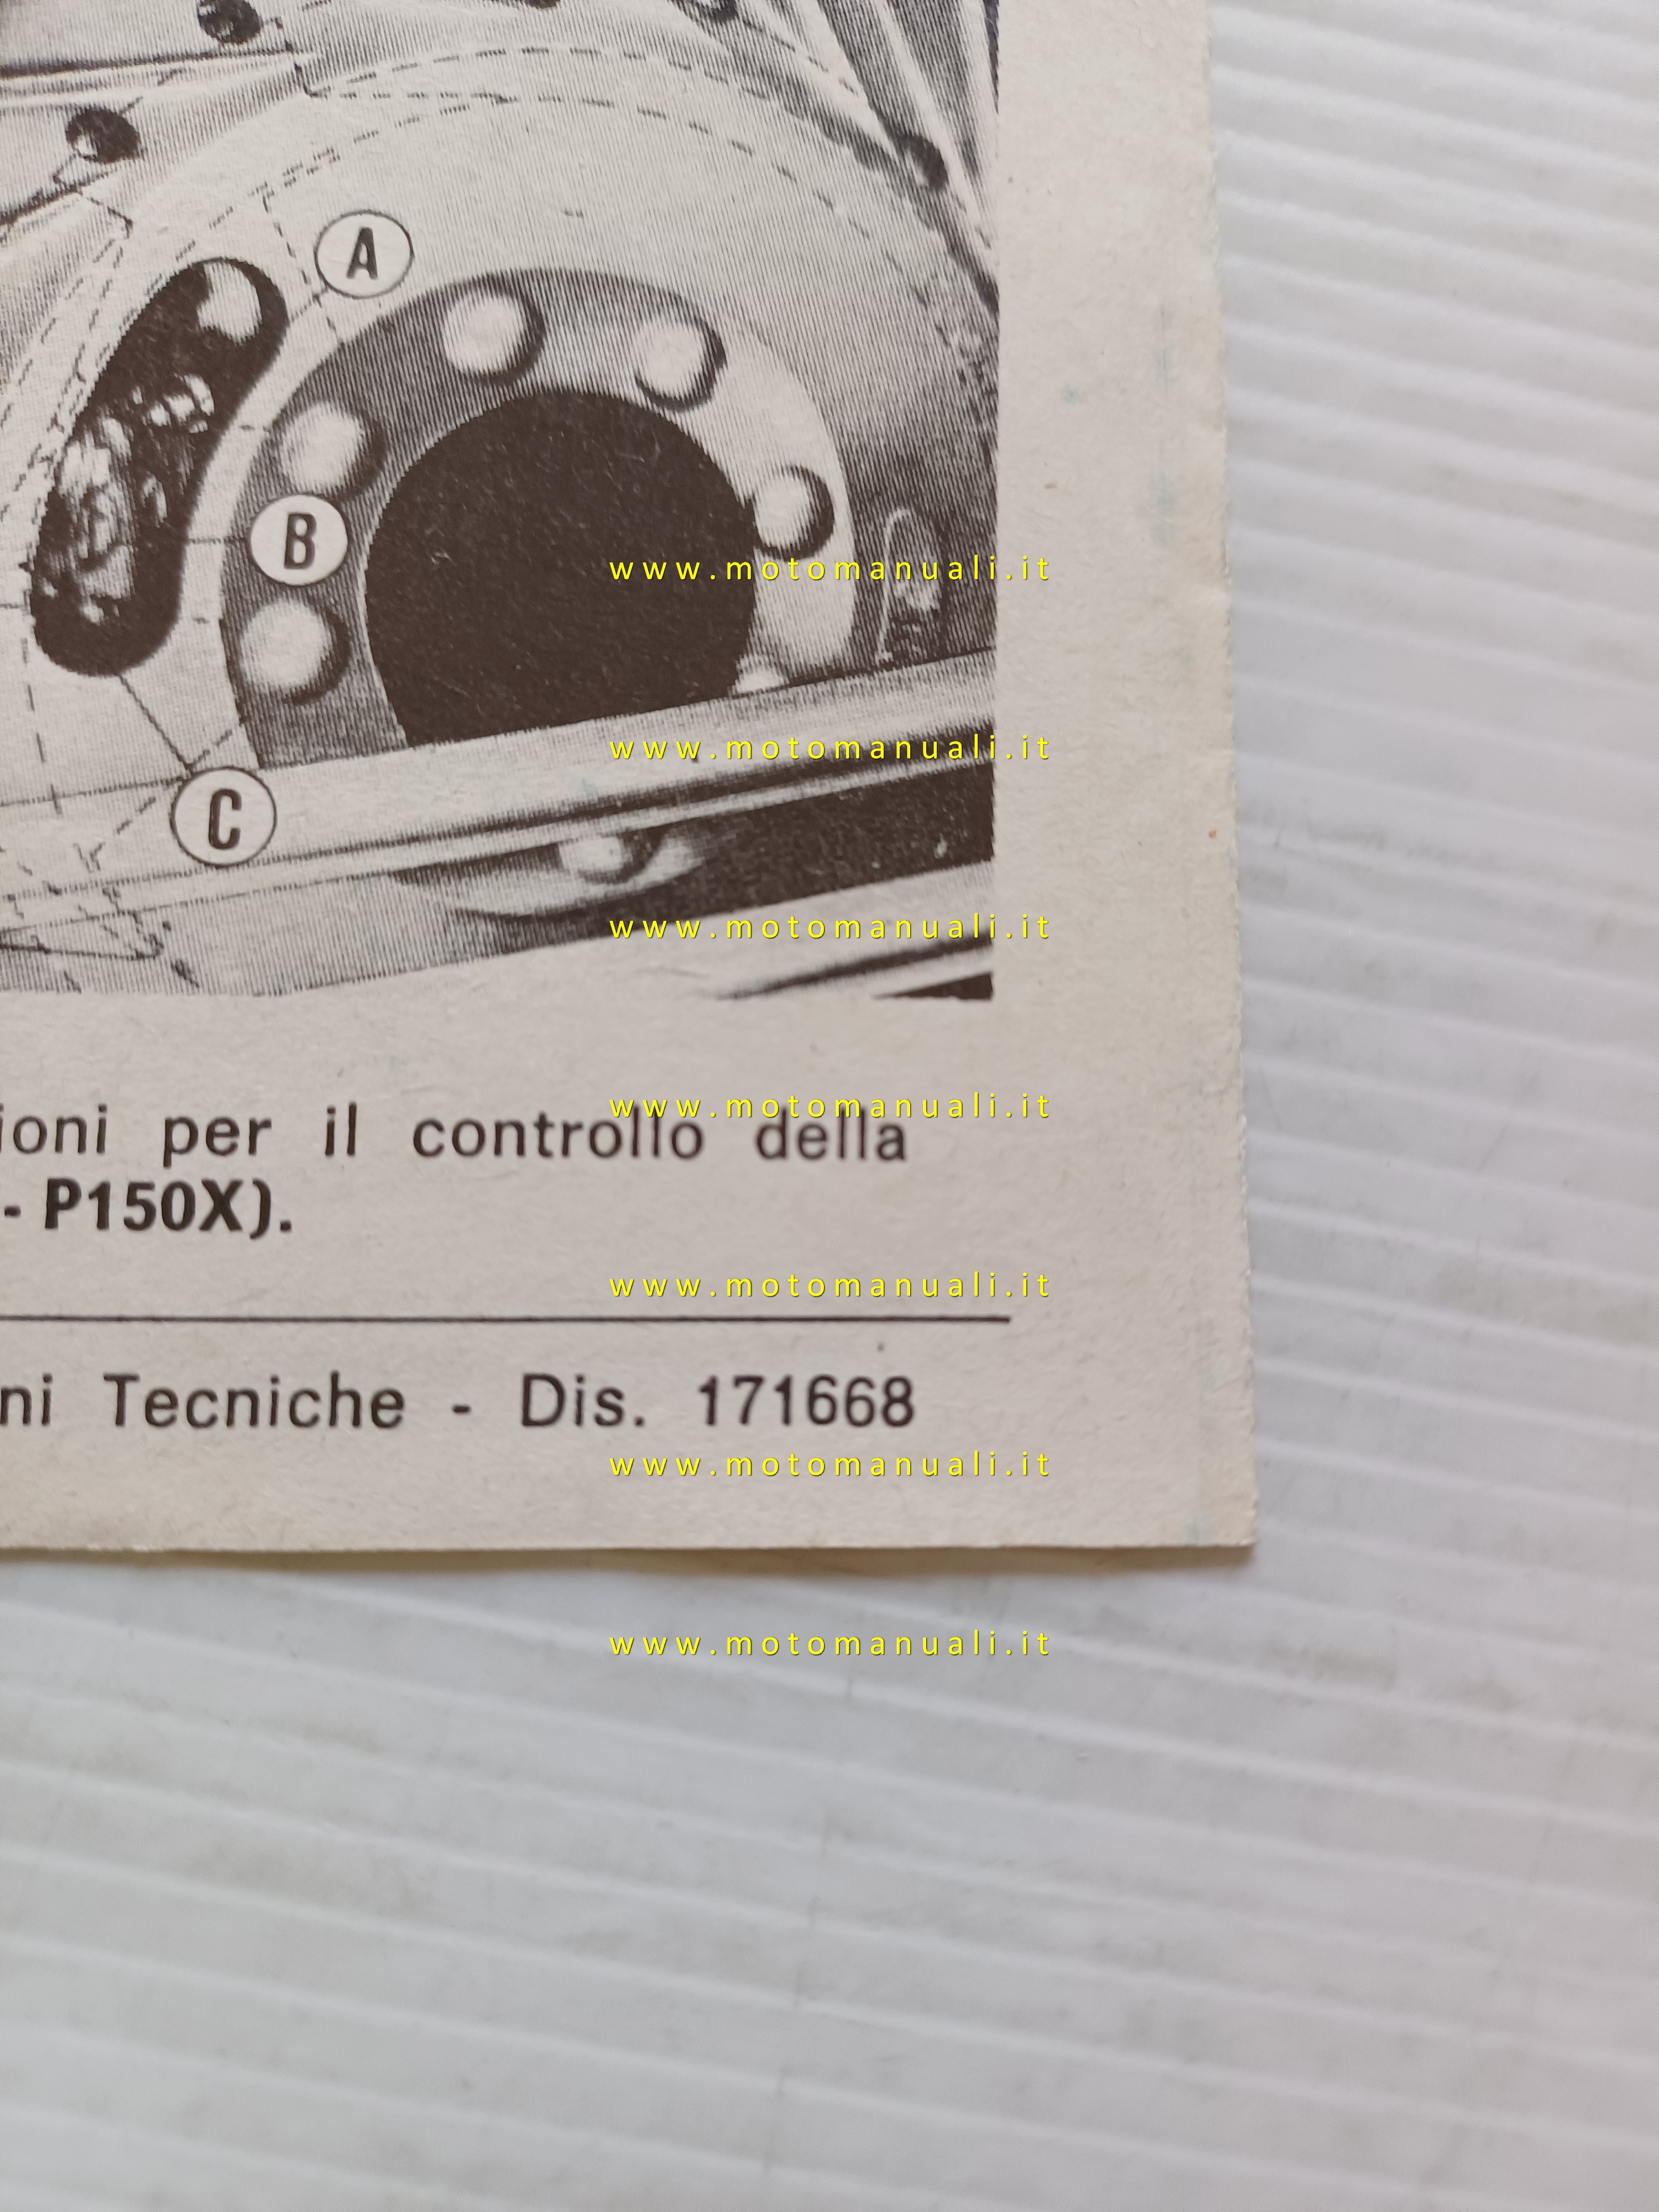 A
B
www.motomanuali.it
www.motomanuali.it
C
www.motomanuali.it
www.motomanuali.it
ioni per il controllo della
- P150X).
www.motomanuali.it
ni Tecniche - Dis. 171668
www.motomanuali.it
www.motomanuali.it